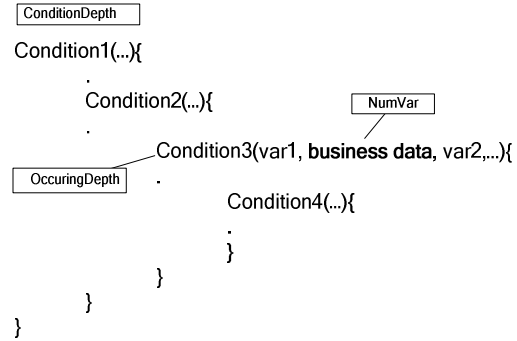 ConditionDepth
Condition1(...){
.
Condition2(...){
.
NumVar
Condition3(var1, business data, var2,...){
OccuringDepth
.
Condition4(...){
.
}
}
}
}